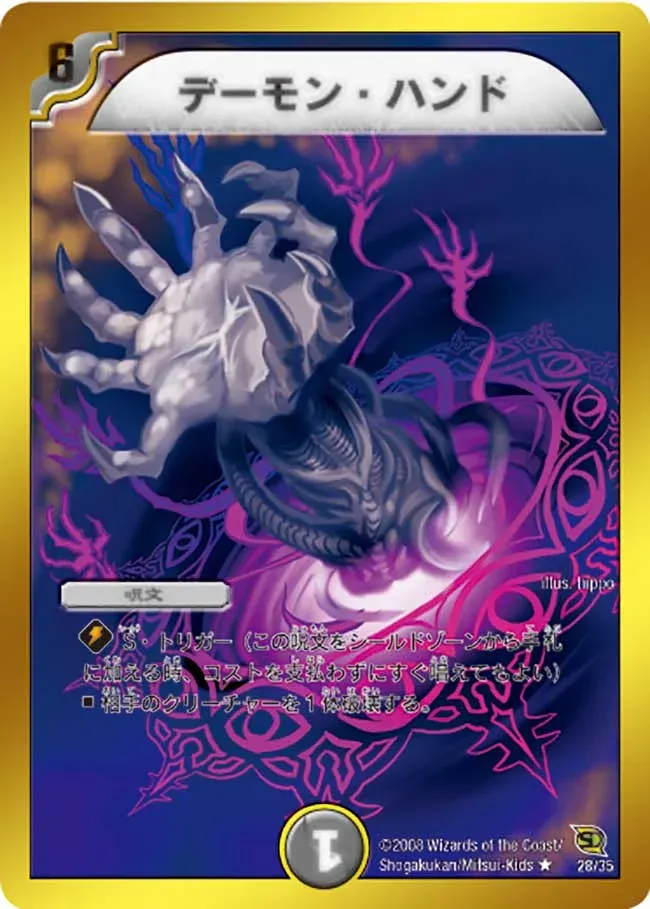 6
デーモン・ハンド
illus. hippo
呪文
S・トリガー（この呪文をシールドゾーンから手札
に加える時、コストを支払わずにすぐ唱えてもよい）
■ 相手のクリーチャーを１体破壊する。
1
©2008 Wizards of the Coast/
Shogakukan/Mitsui-Kids ★
SD
28/35